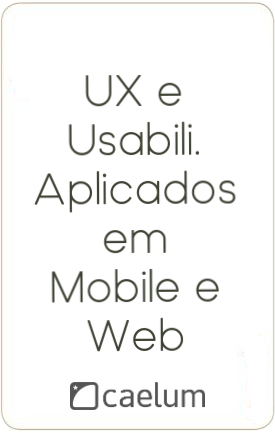 UX e
Usabili.
Aplicados
em
Mobile e
Web
caelum